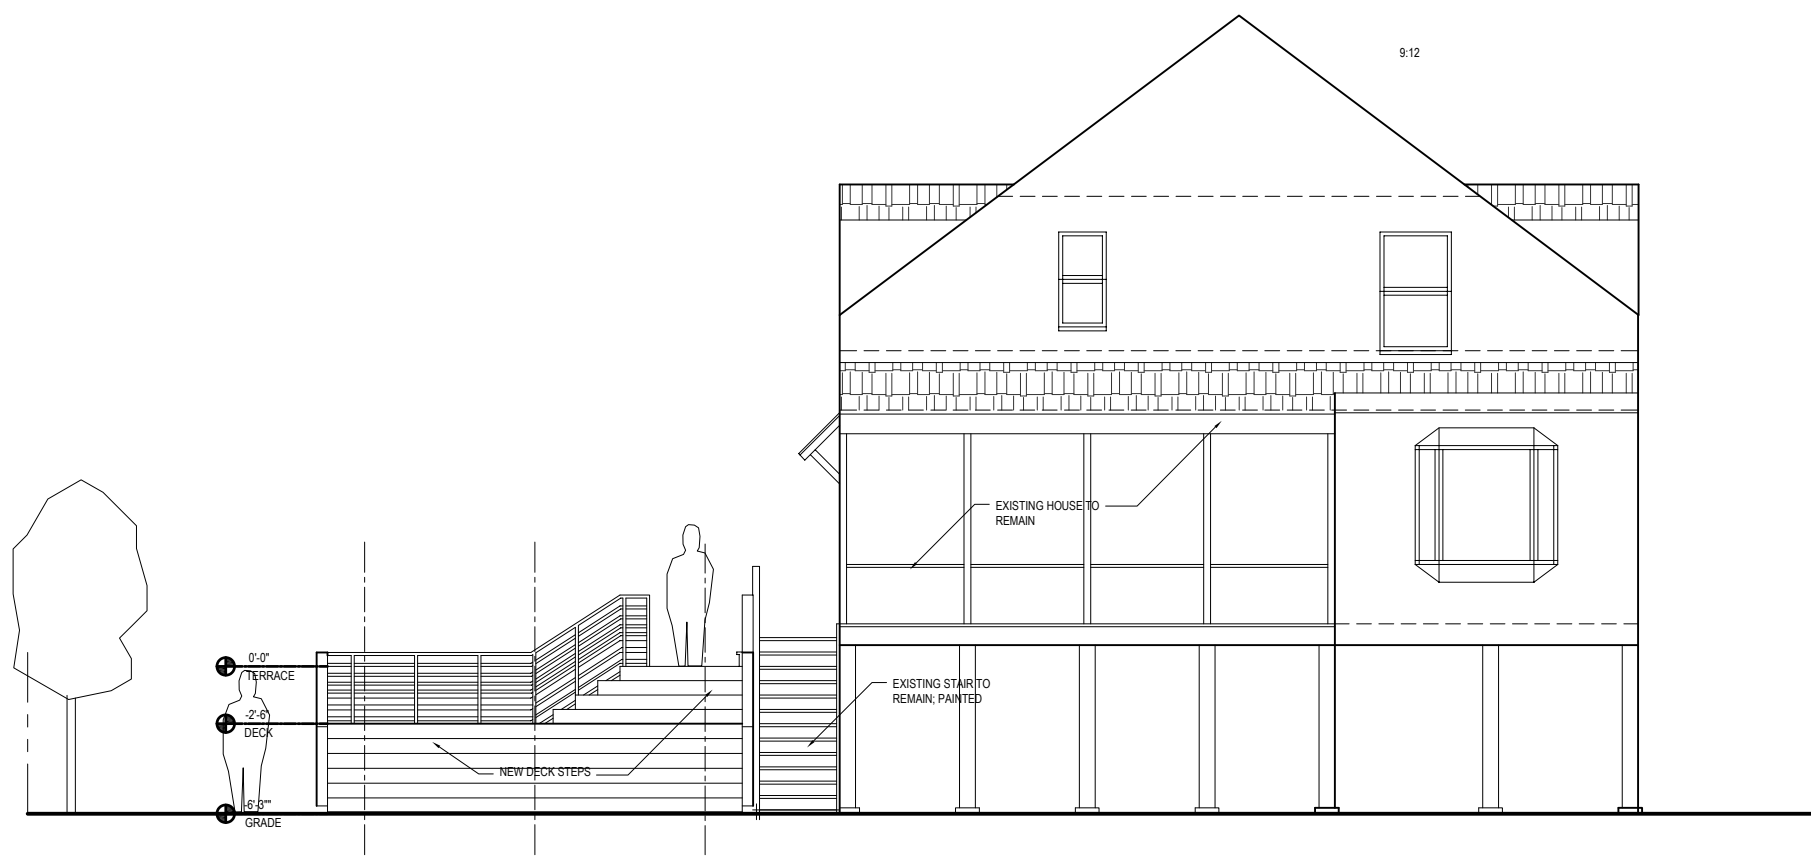 9:12
EXISTING HOUSE TO
REMAIN
0'-0"
TERRACE
EXISTING STAIR TO
REMAIN; PAINTED
-2'-6"
DECK
NEW DECK STEPS
-6'-3""
GRADE